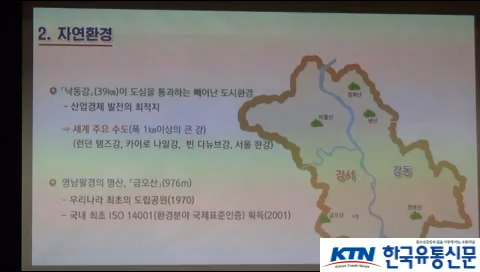 2. 자연환경
「낙동강」(39㎞)이 도심을 통과하는 빼어난 도시환경
- 산업경제 발전의 최적지
⇒ 세계 주요 수도(폭 1㎞이상의 큰 강)
(런던 템즈강, 카이로 나일강, 빈 다뉴브강, 서울 한강)
영남팔경의 명산, 「금오산」(976m)
- 우리나라 최초의 도립공원(1970)
- 국내 최초 ISO 14001(환경분야 국제표준인증) 획득(2001)
냉산
강서
강동
금오산
KTN 한국유통신문